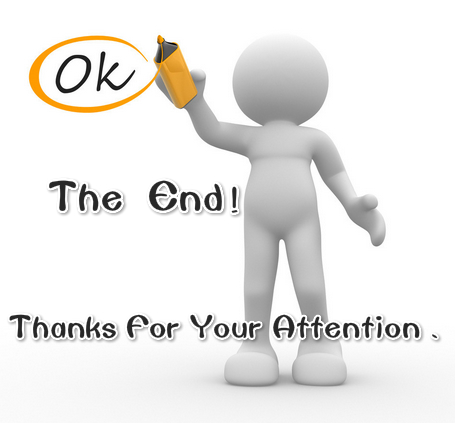 Ok
The End!
Thanks For Your Attention .